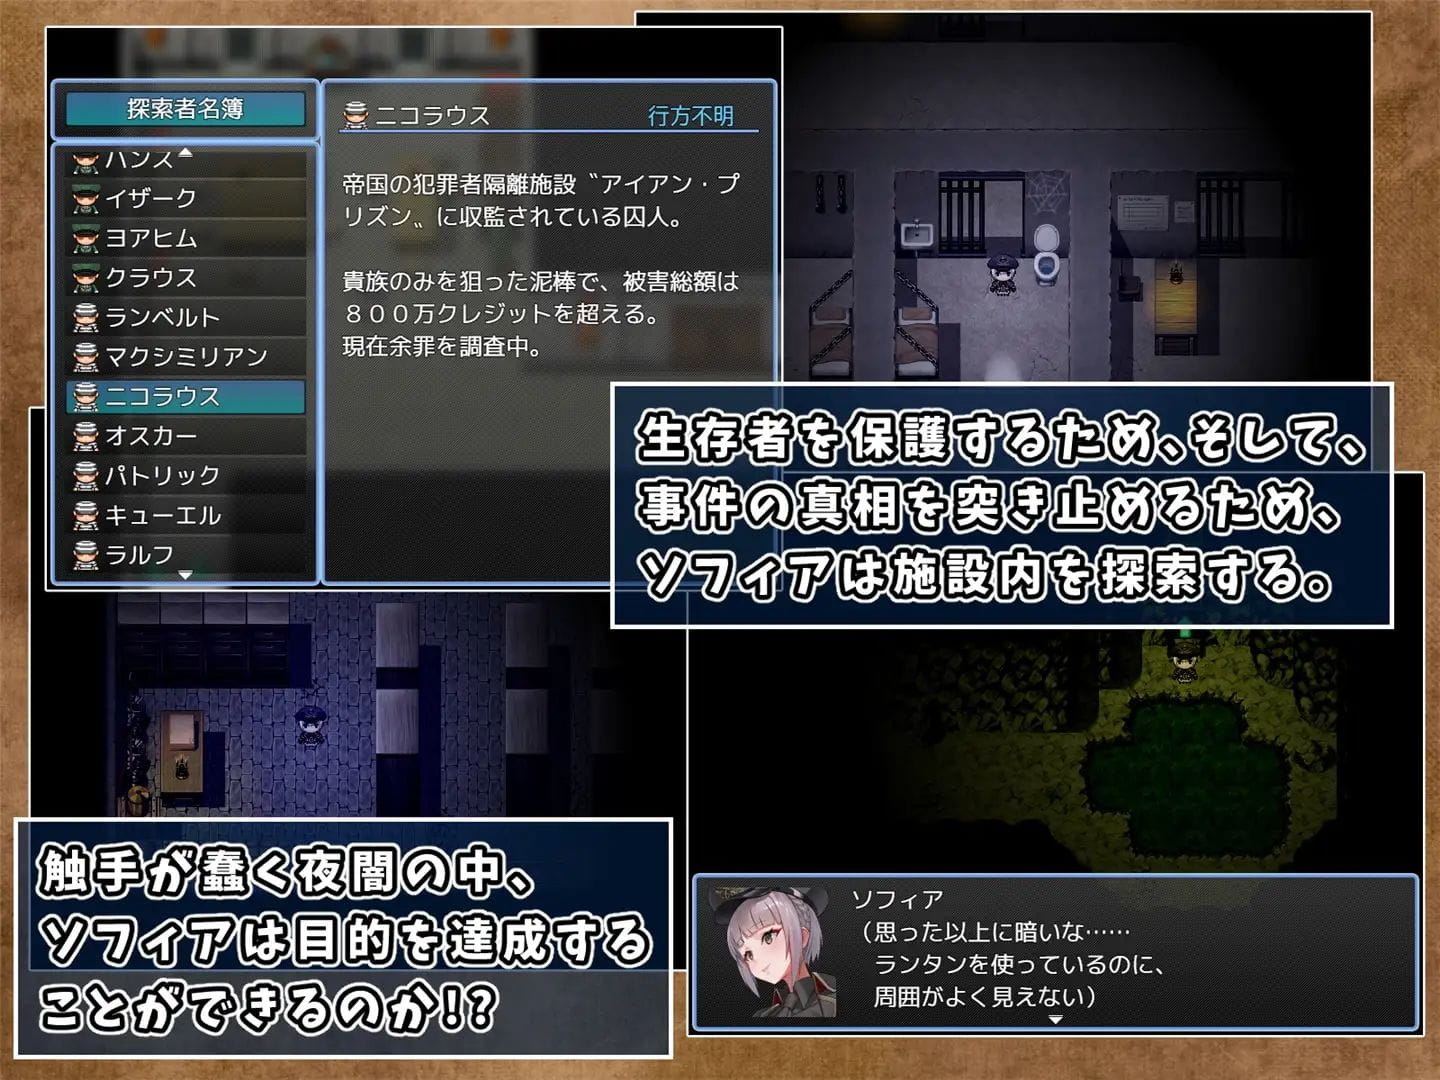 探索者名簿
ハンス
イザーク
ヨアヒム
クラウス
ランベルト
マクシミリアン
ニコラウス
オスカー
パトリック
キューエル
ラルフ
ニコラウス 行方不明
帝国の犯罪者隔離施設〝アイアン・プ
リズン〟に収監されている囚人。
貴族のみを狙った泥棒で、被害総額は
８００万クレジットを超える。
現在余罪を調査中。
生存者を保護するため、そして、
事件の真相を突き止めるため、
ソフィアは施設内を探索する。
触手が蠢く夜闇の中、
ソフィアは目的を達成する
ことができるのか!?
ソフィア
（思った以上に暗いな……
ランタンを使っているのに、
周囲がよく見えない）